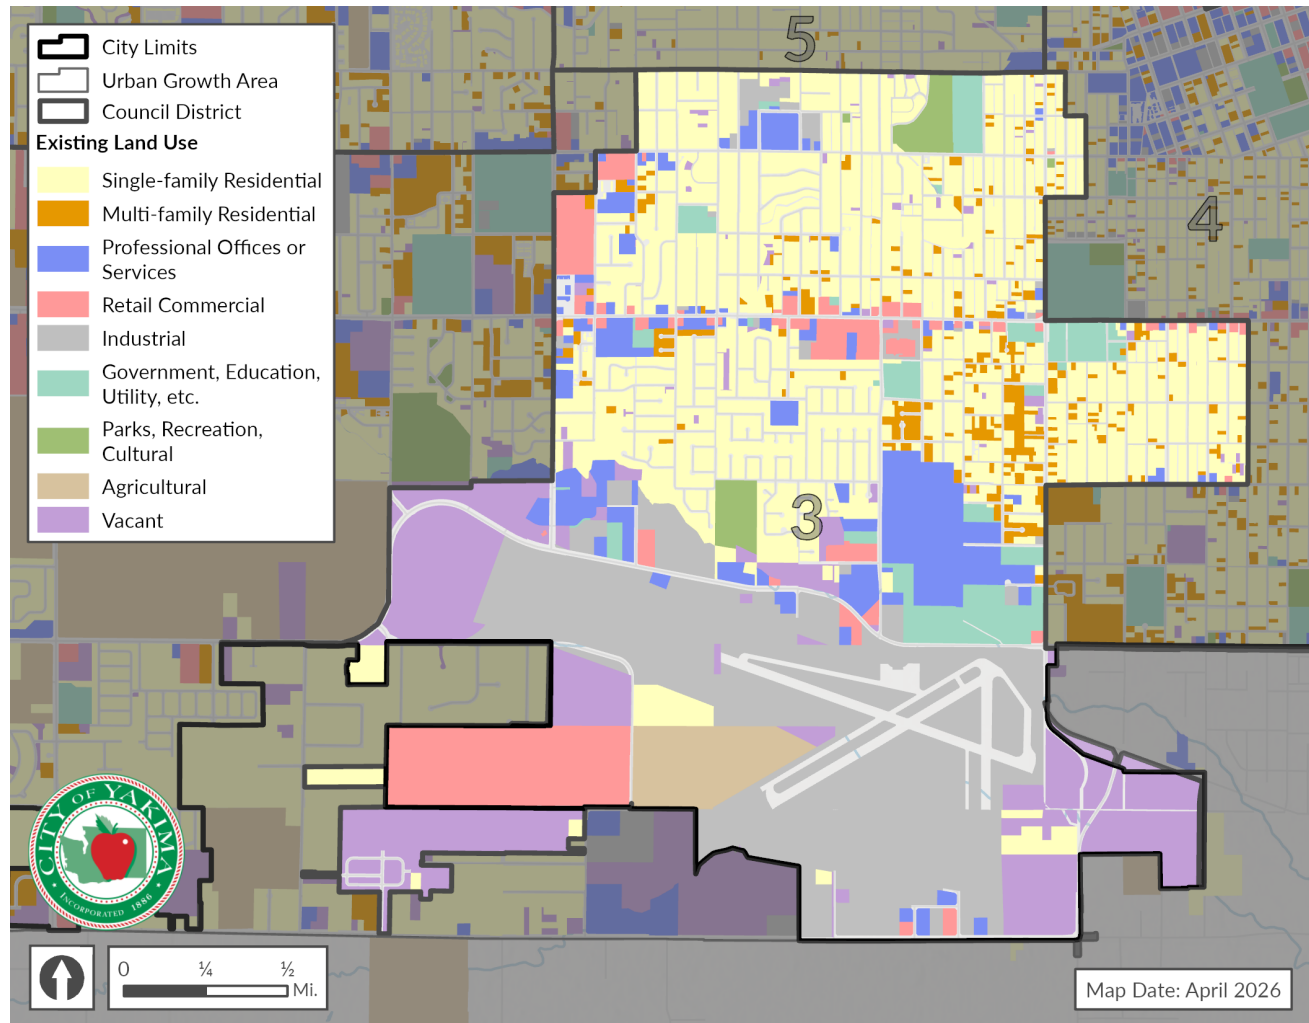 City Limits
Urban Growth Area
Council District
Existing Land Use
Single-family Residential
Multi-family Residential
Professional Offices or
Services
Retail Commercial
Industrial
Government, Education,
Utility, etc.
Parks, Recreation,
Cultural
Agricultural
Vacant
5
4
3
CITY OF YAKIMA
INCORPORATED 1886
0 ¼ ½
Mi.
Map Date: April 2026